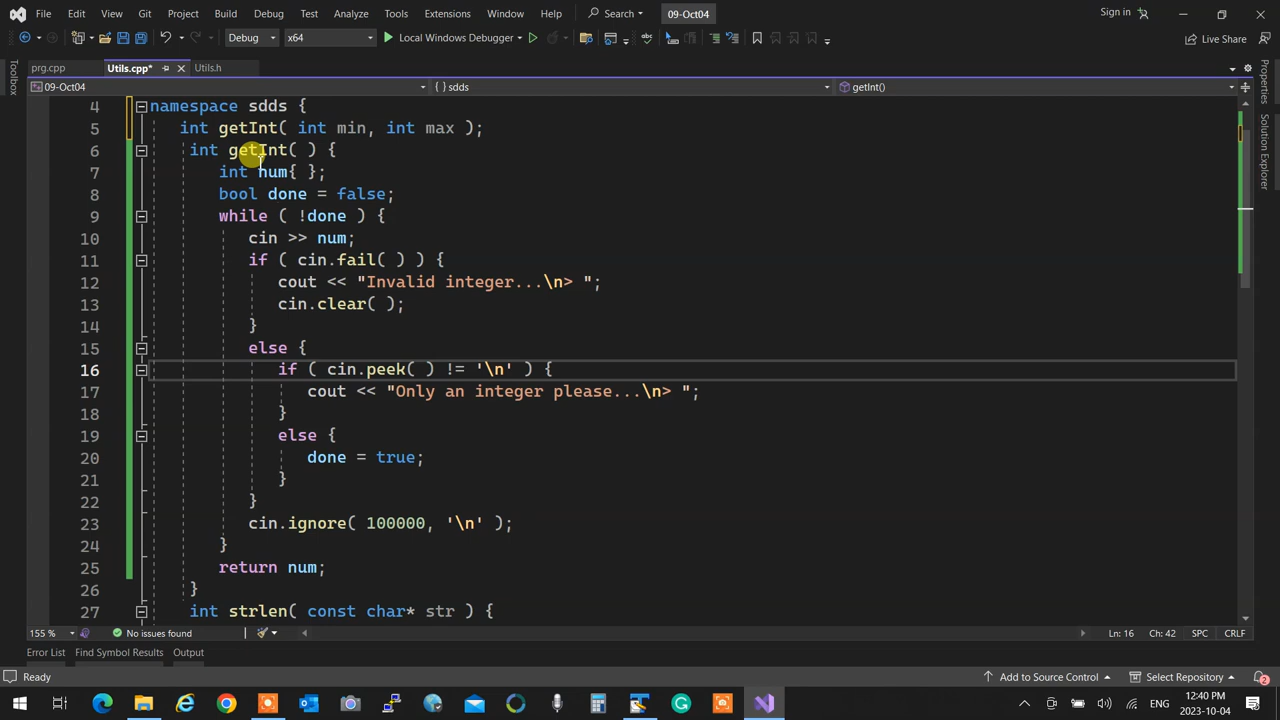 File Edit View Git Project Build Debug Test Analyze Tools Extensions Window Help Search 09-Oct04 Sign in
Debug x64 Local Windows Debugger Live Share
prg.cpp Utils.cpp* Utils.h
09-Oct04 {} sdds getInt()
Toolbox
Properties
Solution Explorer
4 namespace sdds {
5 int getInt( int min, int max );
6 int getInt( ) {
7 int num{ };
8 bool done = false;
9 while ( !done ) {
10 cin >> num;
11 if ( cin.fail( ) ) {
12 cout << "Invalid integer...\n> ";
13 cin.clear( );
14 }
15 else {
16 if ( cin.peek( ) != '\n' ) {
17 cout << "Only an integer please...\n> ";
18 }
19 else {
20 done = true;
21 }
22 }
23 cin.ignore( 100000, '\n' );
24 }
25 return num;
26 }
27 int strlen( const char* str ) {
155 % No issues found Ln: 16 Ch: 42 SPC CRLF
Error List Find Symbol Results Output
Ready Add to Source Control Select Repository 2
ENG 12:40 PM
2023-10-04